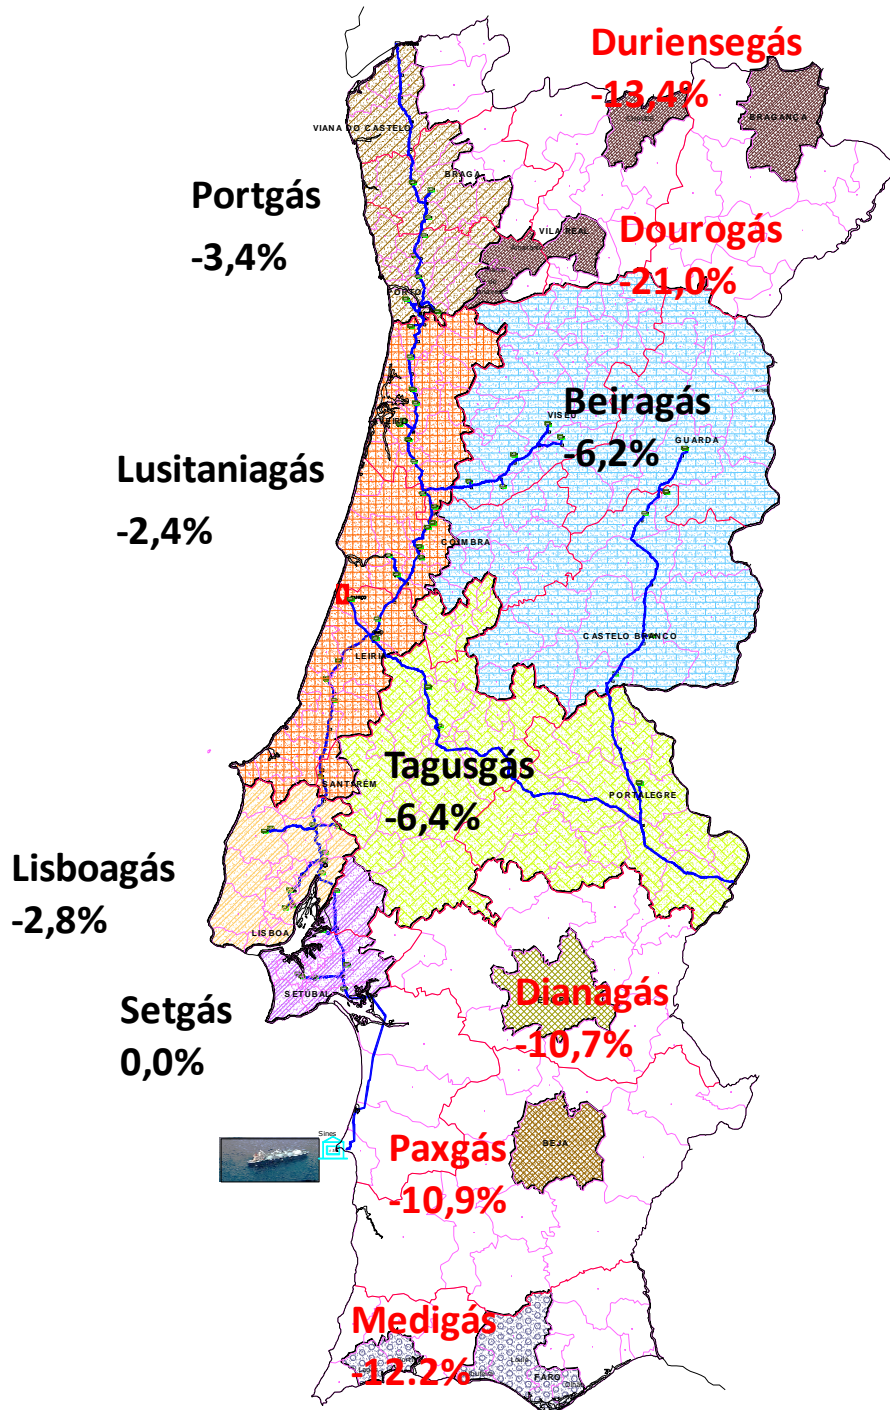 Duriensegás
-13,4%
BRAGANÇA
VIANA DO CASTELO
BRAGA
Portgás
-3,4%
VILA REAL
Dourogás
-21,0%
PORTO
Beiragás
-6,2%
VISEU
GUARDA
Lusitaniagás
-2,4%
COIMBRA
CASTELO BRANCO
LEIRIA
Tagusgás
-6,4%
SANTARÉM
PORTALEGRE
Lisboagás
-2,8%
LISBOA
SETÚBAL
Setgás
0,0%
Dianagás
-10,7%
Sines
BEJA
Paxgás
-10,9%
Medigás
-12.2%
FARO